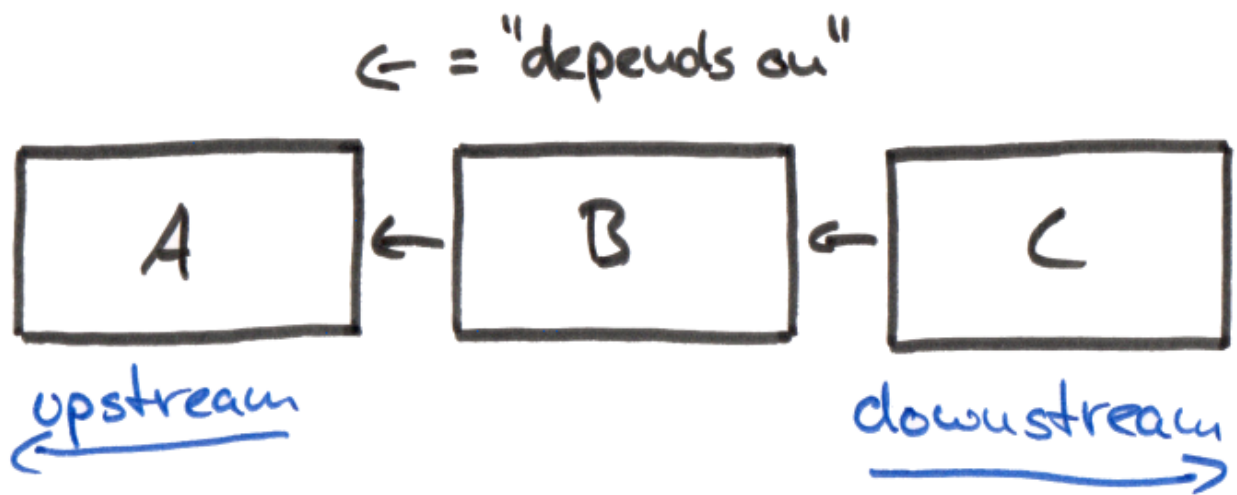 ← = "depends on"
A ← B ← C
upstream
downstream